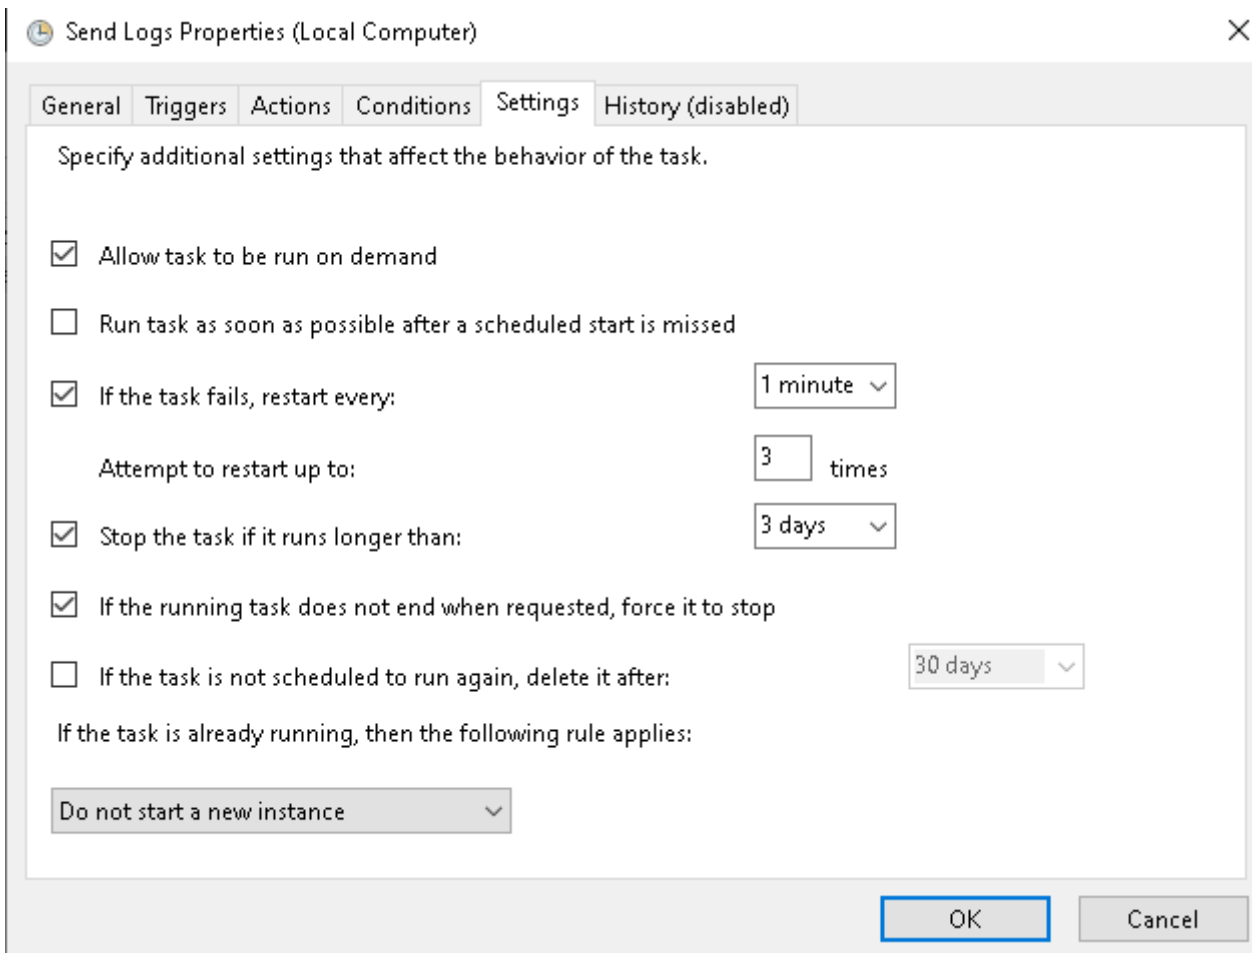 Send Logs Properties (Local Computer)
General Triggers Actions Conditions Settings History (disabled)
Specify additional settings that affect the behavior of the task.
Allow task to be run on demand
Run task as soon as possible after a scheduled start is missed
If the task fails, restart every: 1 minute
Attempt to restart up to: 3 times
Stop the task if it runs longer than: 3 days
If the running task does not end when requested, force it to stop
If the task is not scheduled to run again, delete it after: 30 days
If the task is already running, then the following rule applies:
Do not start a new instance
OK Cancel